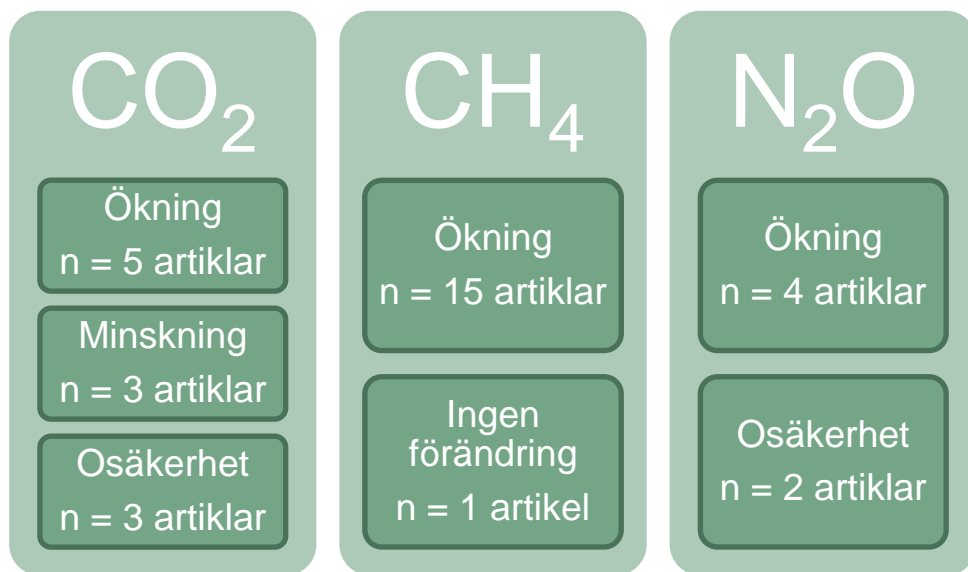 CO₂
Ökning
n = 5 artiklar
Minskning
n = 3 artiklar
Osäkerhet
n = 3 artiklar
CH₄
Ökning
n = 15 artiklar
Ingen
förändring
n = 1 artikel
N₂O
Ökning
n = 4 artiklar
Osäkerhet
n = 2 artiklar